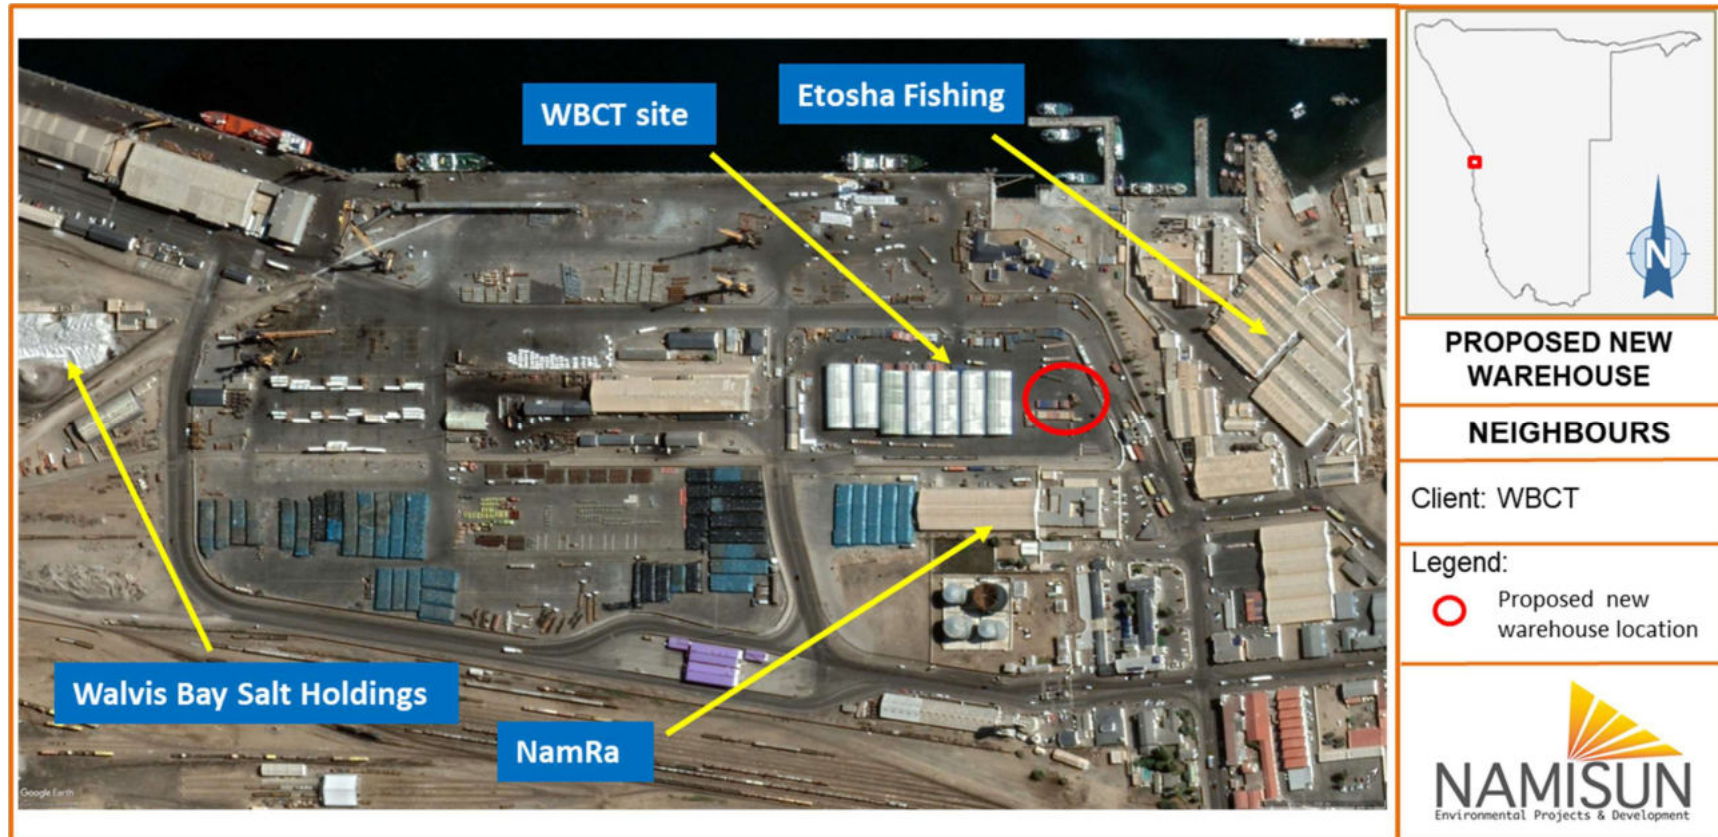 WBCT site
Etosha Fishing
Walvis Bay Salt Holdings
NamRa
Google Earth
N
PROPOSED NEW
WAREHOUSE
NEIGHBOURS
Client: WBCT
Legend:
Proposed new
warehouse location
NAMISUN
Environmental Projects & Development